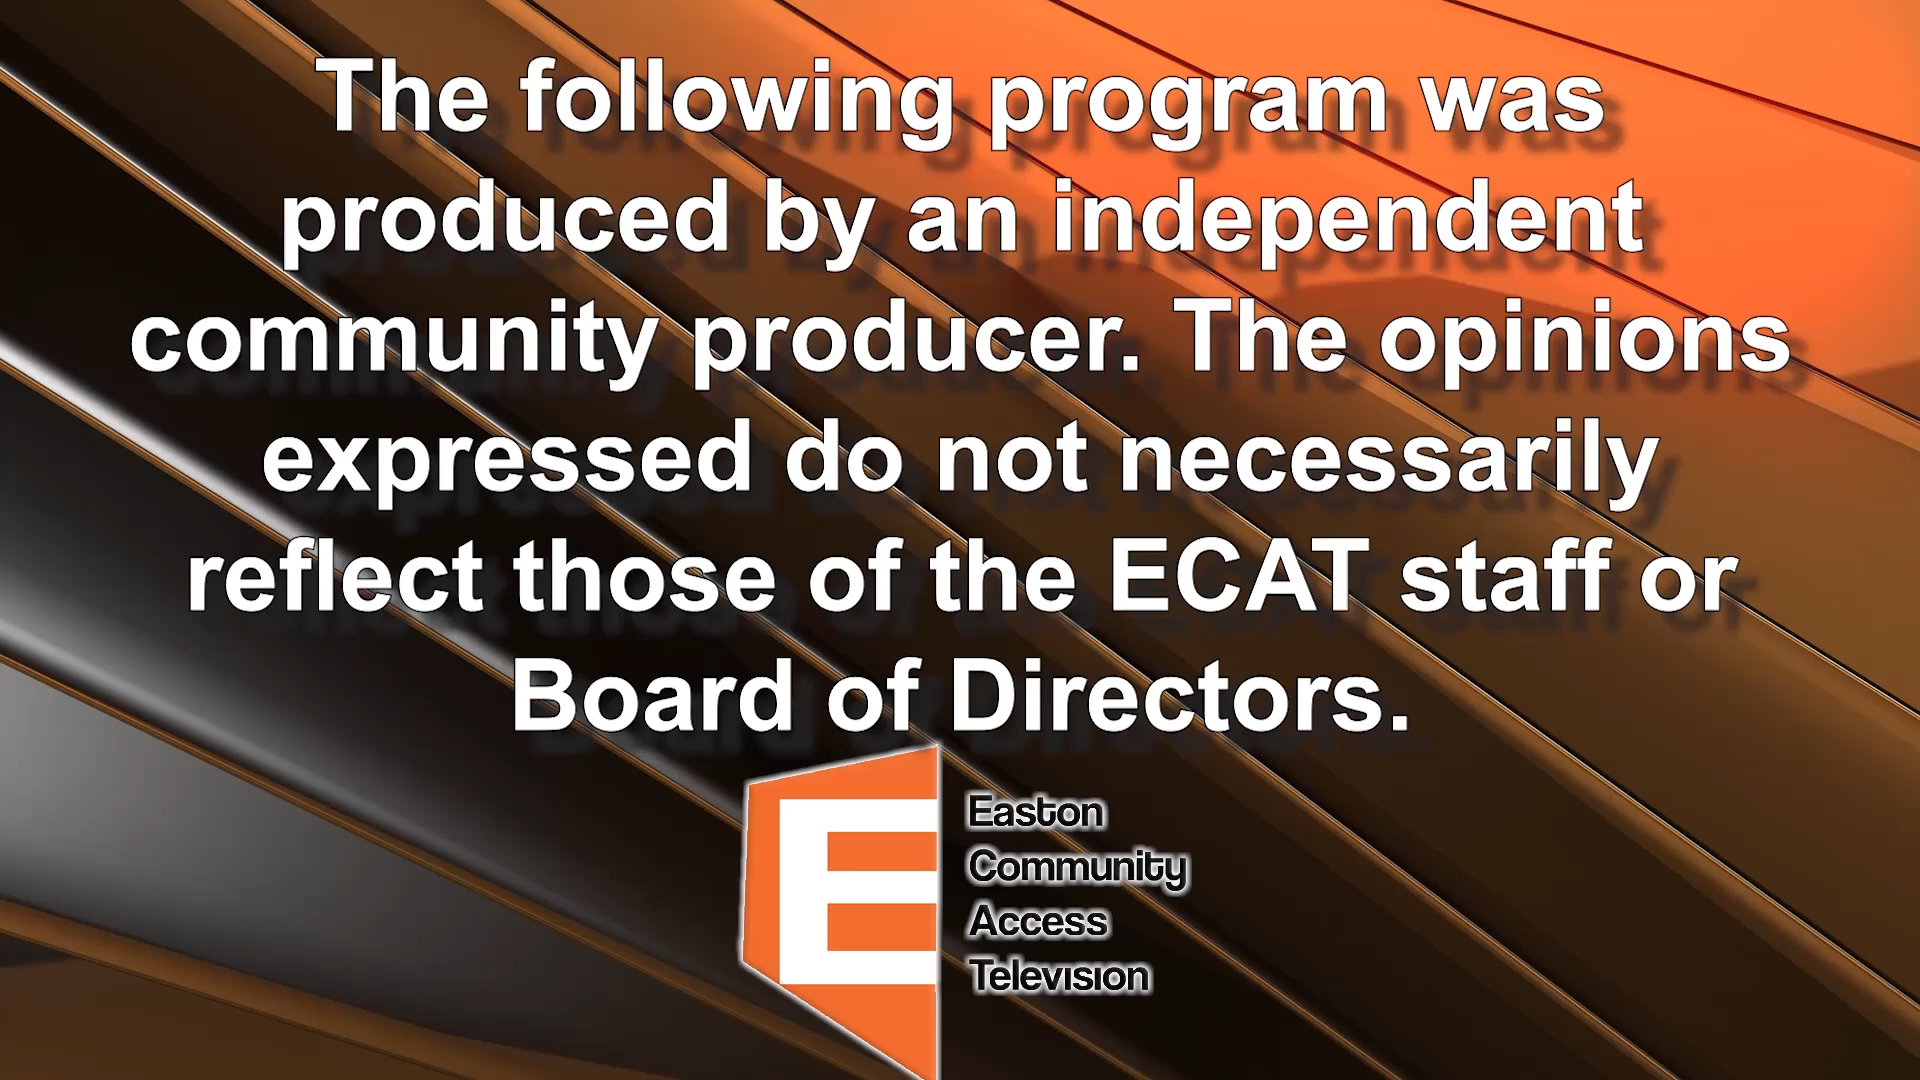 The following program was
produced by an independent
community producer. The opinions
expressed do not necessarily
reflect those of the ECAT staff or
Board of Directors.
E
Easton
Community
Access
Television